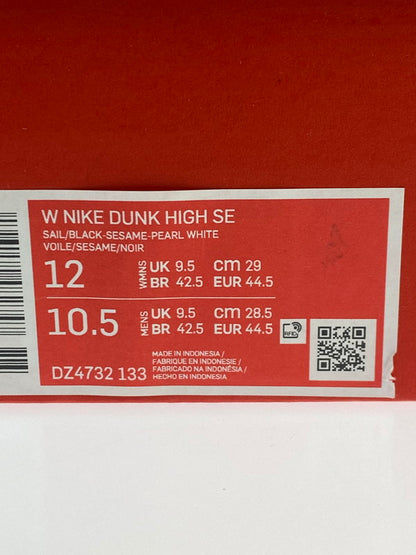 W NIKE DUNK HIGH SE
SAIL/BLACK-SESAME-PEARL WHITE
VOILE/SESAME/NOIR
12 WMNS UK 9.5 cm 29
BR 42.5 EUR 44.5
10.5 MENS UK 9.5 cm 28.5
BR 42.5 EUR 44.5
RFID
MADE IN INDONESIA /
FABRIQUE EN INDONESIE /
FABRICADO NA INDONÉSIA /
HECHO EN INDONESIA
DZ4732 133